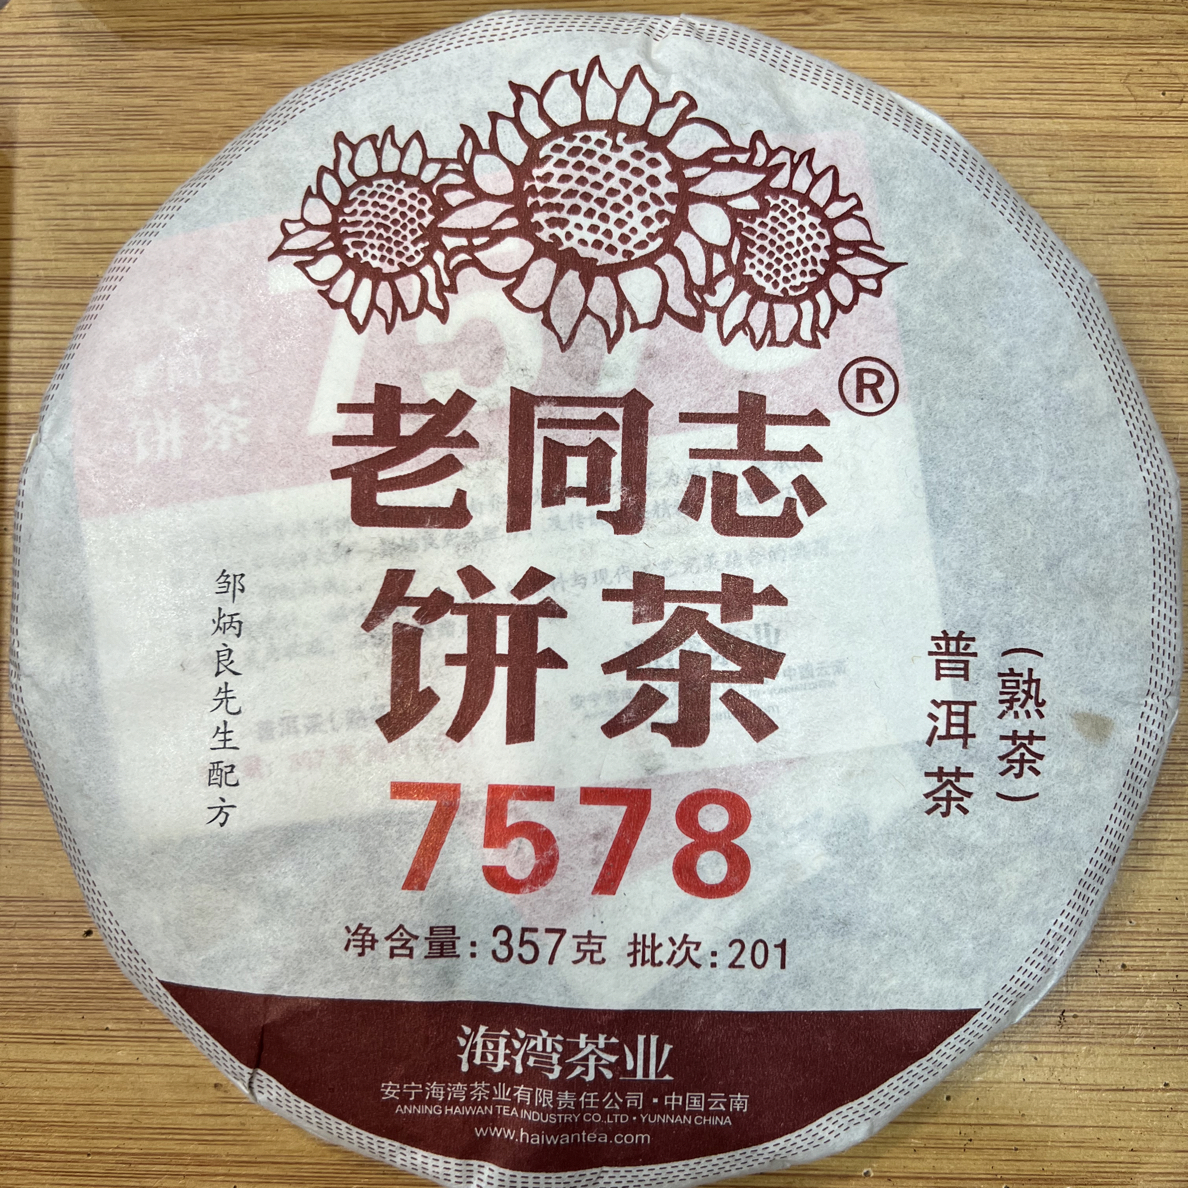 老同志®
饼茶
邹炳良先生配方
普洱茶
（熟茶）
7578
净含量：357克 批次：201
海湾茶业
安宁海湾茶业有限责任公司·中国云南
ANNING HAIWAN TEA INDUSTRY CO.,LTD·YUNNAN CHINA
www.haiwantea.com